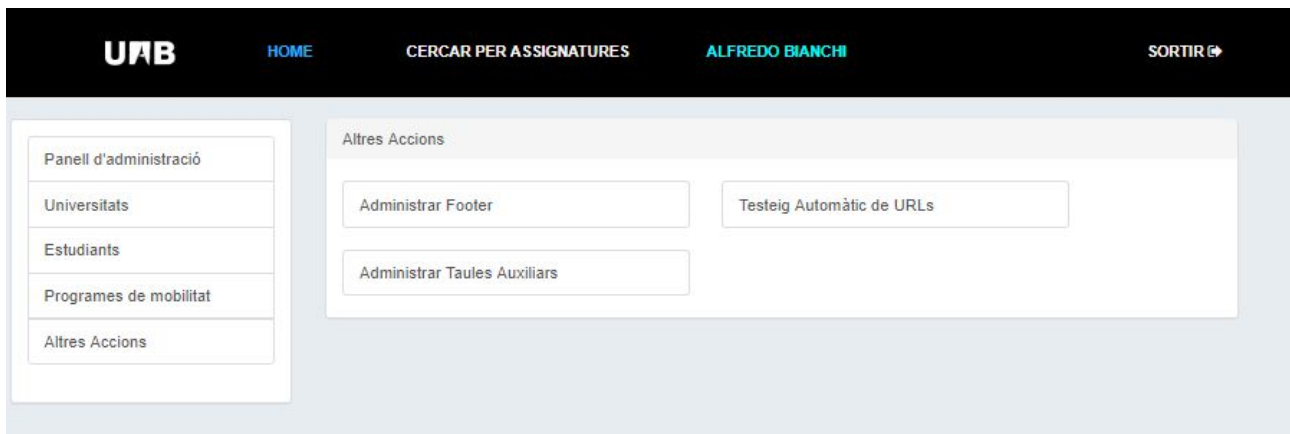 UAB HOME CERCAR PER ASSIGNATURES ALFREDO BIANCHI SORTIR
Panell d'administració
Universitats
Estudiants
Programes de mobilitat
Altres Accions
Altres Accions
Administrar Footer
Testeig Automàtic de URLs
Administrar Taules Auxiliars